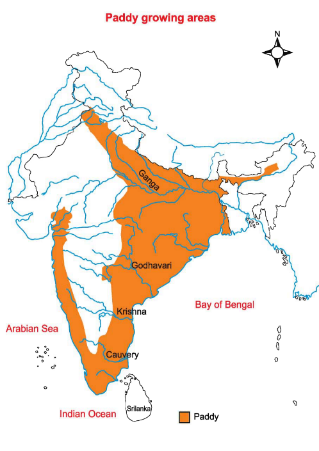 Paddy growing areas
N
Ganga
Godhavari
Bay of Bengal
Krishna
Arabian Sea
Cauvery
Srilanka
Indian Ocean
Paddy